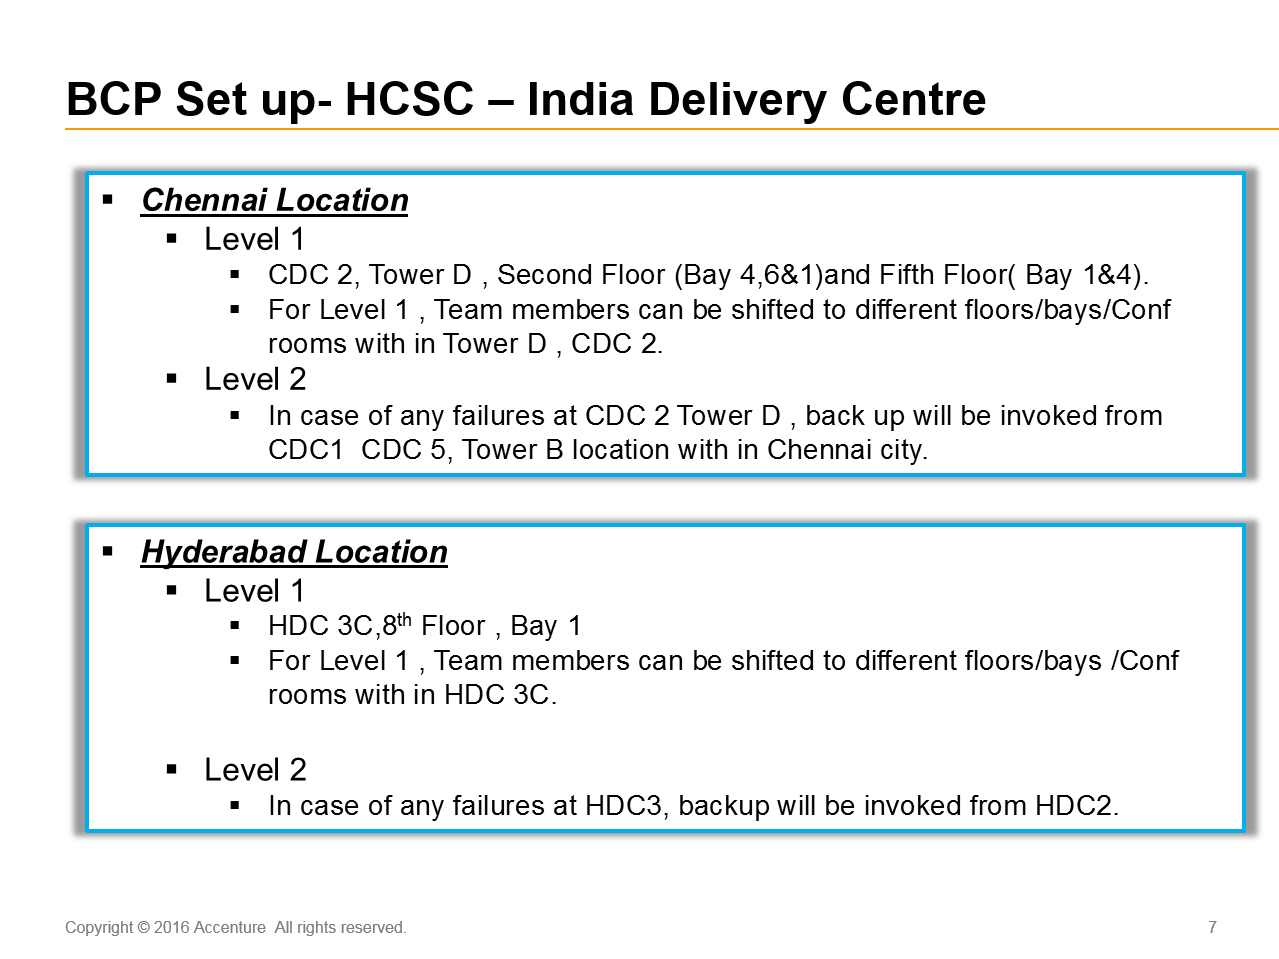 BCP Set up- HCSC – India Delivery Centre
▪ Chennai Location
▪ Level 1
▪ CDC 2, Tower D , Second Floor (Bay 4,6&1)and Fifth Floor( Bay 1&4).
▪ For Level 1 , Team members can be shifted to different floors/bays/Conf
rooms with in Tower D , CDC 2.
▪ Level 2
▪ In case of any failures at CDC 2 Tower D , back up will be invoked from
CDC1  CDC 5, Tower B location with in Chennai city.
▪ Hyderabad Location
▪ Level 1
▪ HDC 3C,8th Floor , Bay 1
▪ For Level 1 , Team members can be shifted to different floors/bays /Conf
rooms with in HDC 3C.
▪ Level 2
▪ In case of any failures at HDC3, backup will be invoked from HDC2.
Copyright © 2016 Accenture  All rights reserved.
7